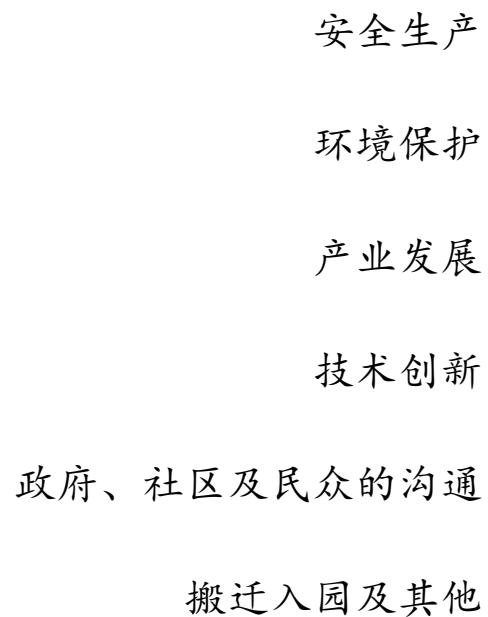 安全生产
环境保护
产业发展
技术创新
政府、社区及民众的沟通
搬迁入园及其他